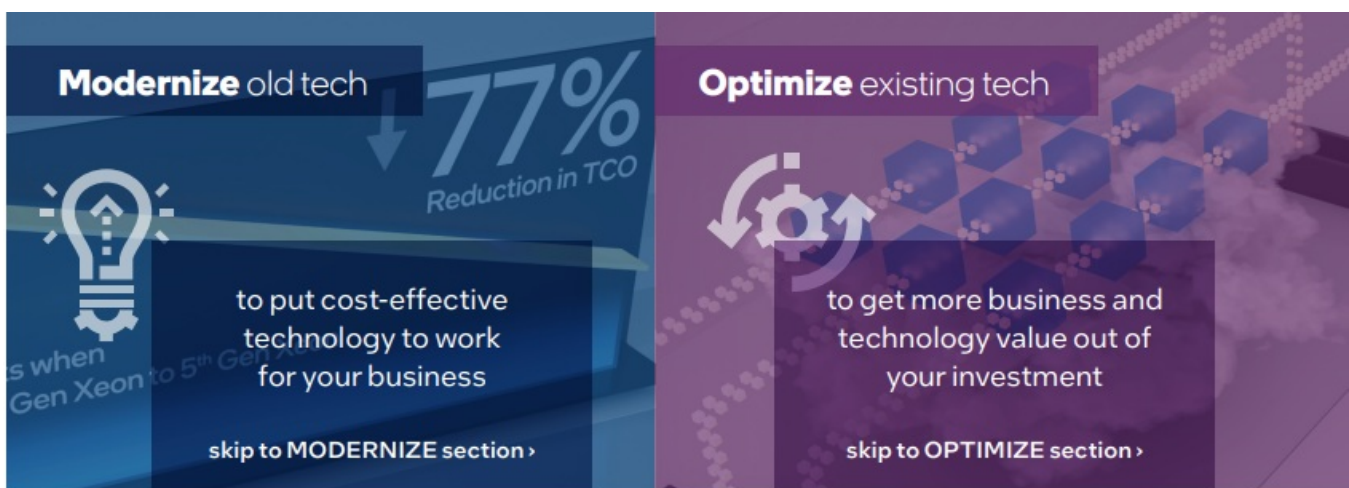 Modernize old tech
77%
Reduction in TCO
to put cost-effective
technology to work
for your business
s when
Gen Xeon to 5th Gen Xeon
skip to MODERNIZE section ›
Optimize existing tech
to get more business and
technology value out of
your investment
skip to OPTIMIZE section ›